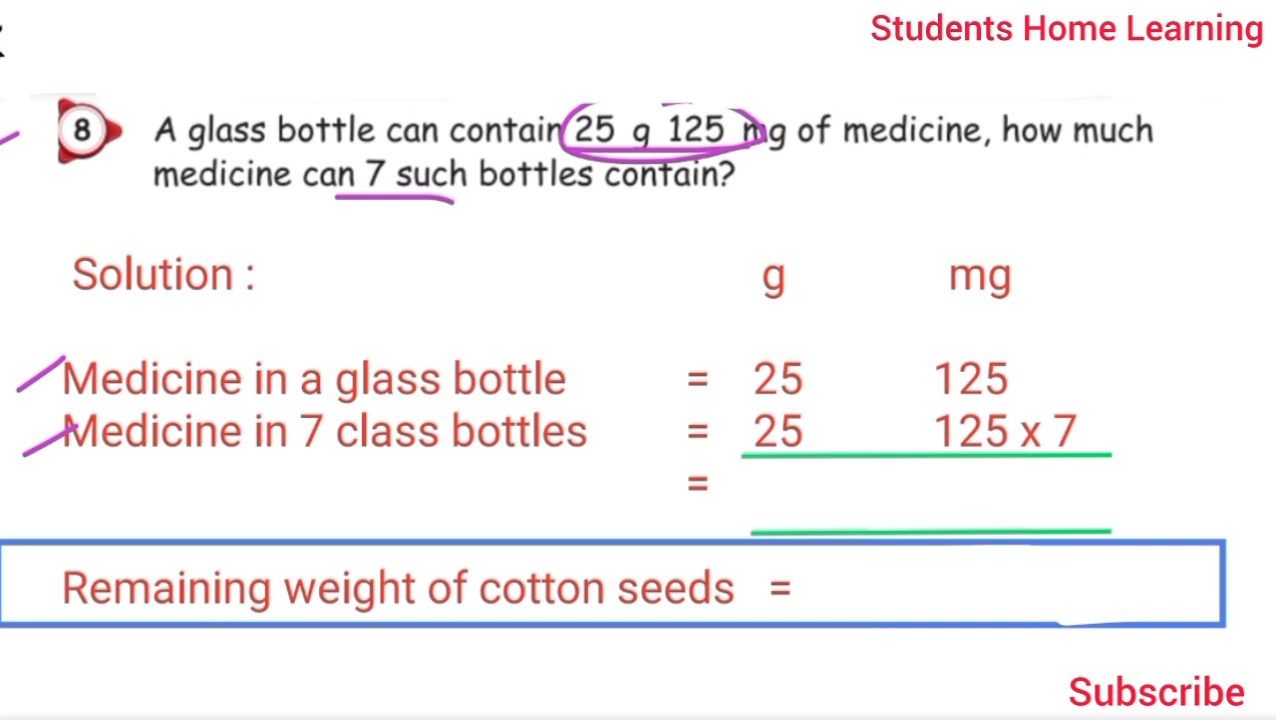 Students Home Learning
8 A glass bottle can contain 25 g 125 mg of medicine, how much
medicine can 7 such bottles contain?
Solution : g mg
Medicine in a glass bottle = 25 125
Medicine in 7 class bottles = 25 125 x 7
=
Remaining weight of cotton seeds =
Subscribe